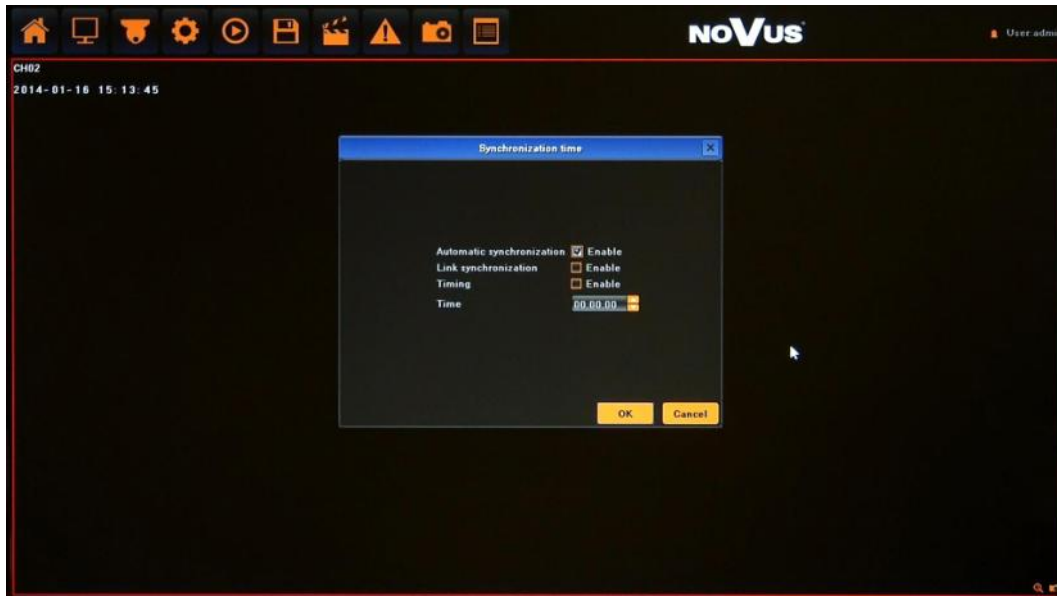 NOVUS
User admi
CH02
2014-01-16 15:13:45
Synchronization time
Automatic synchronization Enable
Link synchronization Enable
Timing Enable
Time 00.00.00
OK Cancel